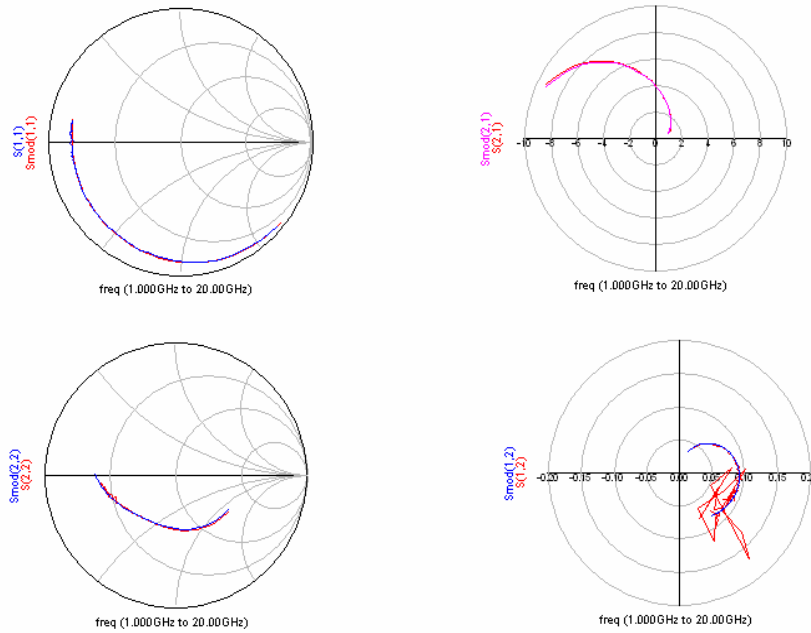 S(1,1)
Smod(1,1)
freq (1.000GHz to 20.00GHz)
Smod(2,1)
S(2,1)
-10 -8 -6 -4 -2 0 2 4 6 8 10
freq (1.000GHz to 20.00GHz)
Smod(2,2)
S(2,2)
freq (1.000GHz to 20.00GHz)
Smod(1,2)
S(1,2)
-0.20 -0.15 -0.10 -0.05 0.00 0.05 0.10 0.15
freq (1.000GHz to 20.00GHz)